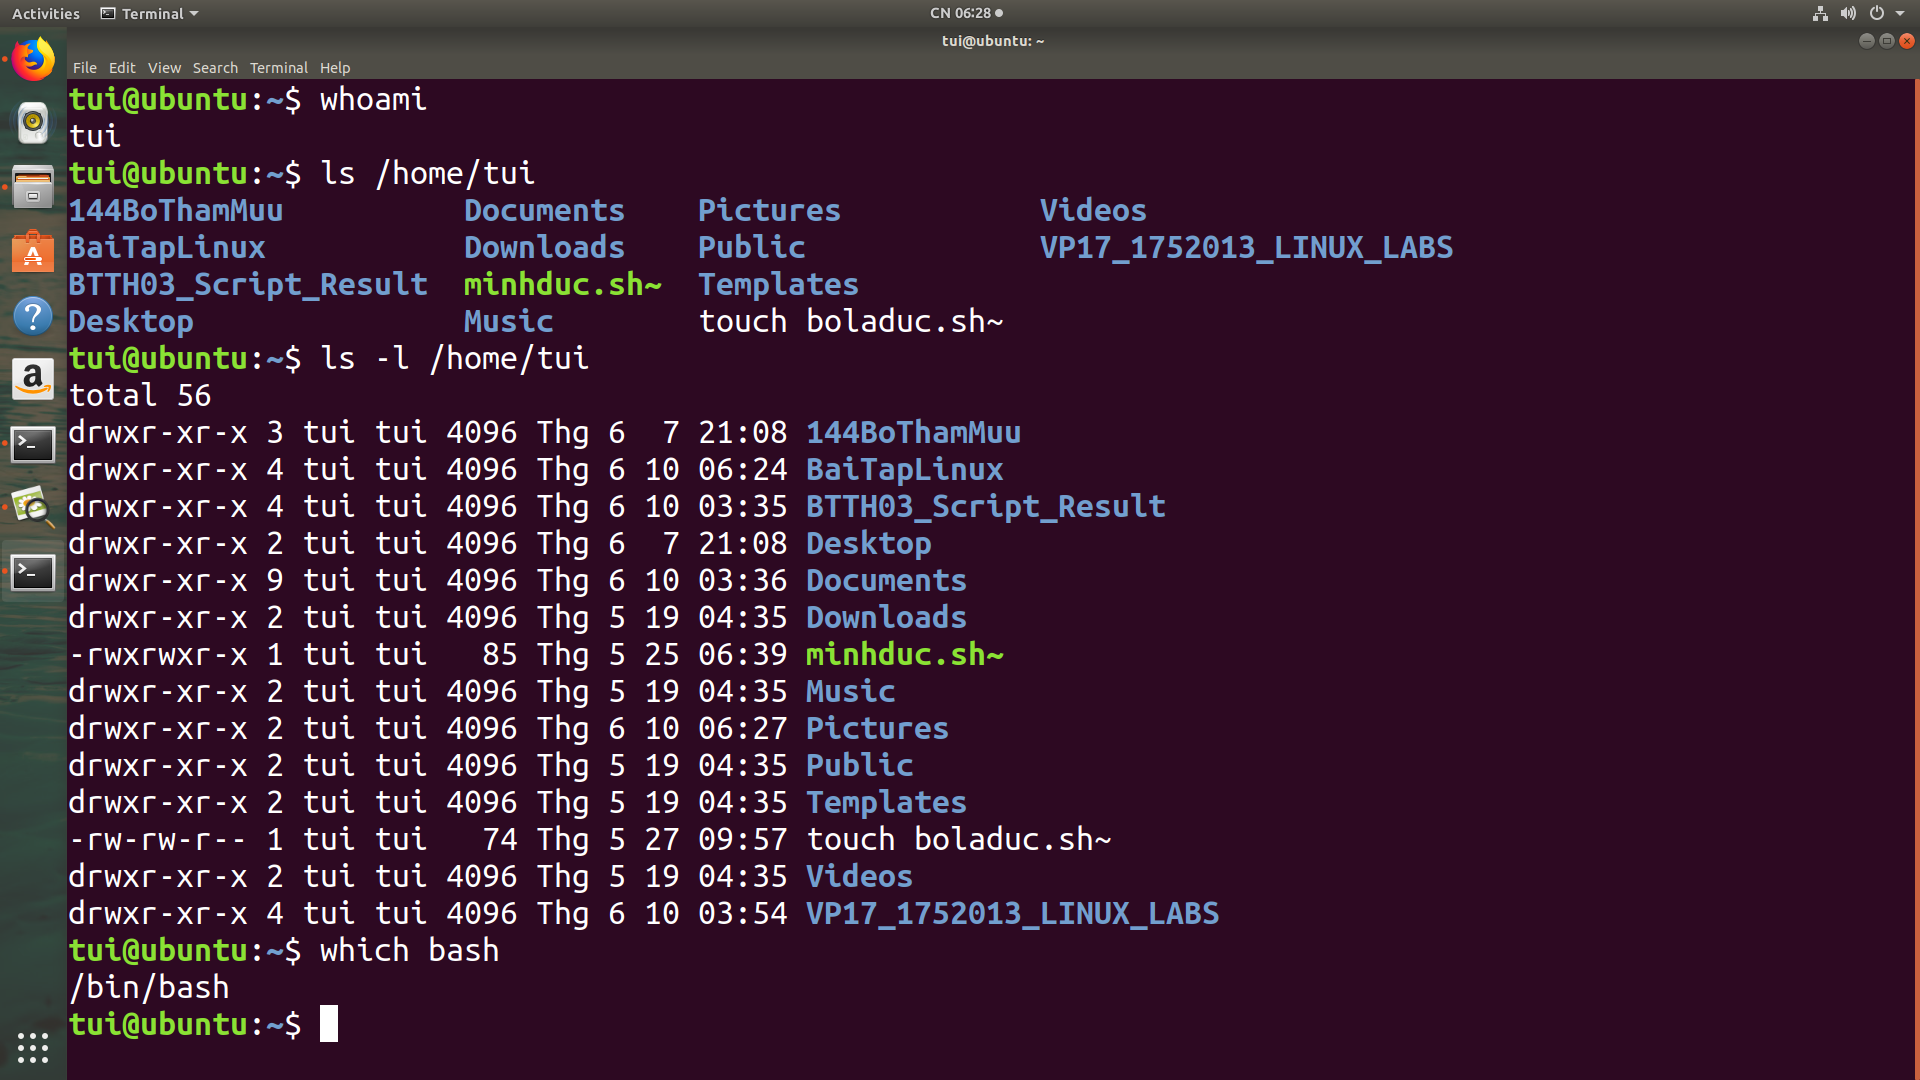 Activities Terminal CN 06:28
tui@ubuntu: ~
File Edit View Search Terminal Help
tui@ubuntu:~$ whoami
tui
tui@ubuntu:~$ ls /home/tui
144BoThamMuu Documents Pictures Videos
BaiTapLinux Downloads Public VP17_1752013_LINUX_LABS
BTTH03_Script_Result minhduc.sh~ Templates
Desktop Music touch boladuc.sh~
tui@ubuntu:~$ ls -l /home/tui
total 56
drwxr-xr-x 3 tui tui 4096 Thg 6  7 21:08 144BoThamMuu
drwxr-xr-x 4 tui tui 4096 Thg 6 10 06:24 BaiTapLinux
drwxr-xr-x 4 tui tui 4096 Thg 6 10 03:35 BTTH03_Script_Result
drwxr-xr-x 2 tui tui 4096 Thg 6  7 21:08 Desktop
drwxr-xr-x 9 tui tui 4096 Thg 6 10 03:36 Documents
drwxr-xr-x 2 tui tui 4096 Thg 5 19 04:35 Downloads
-rwxrwxr-x 1 tui tui   85 Thg 5 25 06:39 minhduc.sh~
drwxr-xr-x 2 tui tui 4096 Thg 5 19 04:35 Music
drwxr-xr-x 2 tui tui 4096 Thg 6 10 06:27 Pictures
drwxr-xr-x 2 tui tui 4096 Thg 5 19 04:35 Public
drwxr-xr-x 2 tui tui 4096 Thg 5 19 04:35 Templates
-rw-rw-r-- 1 tui tui   74 Thg 5 27 09:57 touch boladuc.sh~
drwxr-xr-x 2 tui tui 4096 Thg 5 19 04:35 Videos
drwxr-xr-x 4 tui tui 4096 Thg 6 10 03:54 VP17_1752013_LINUX_LABS
tui@ubuntu:~$ which bash
/bin/bash
tui@ubuntu:~$